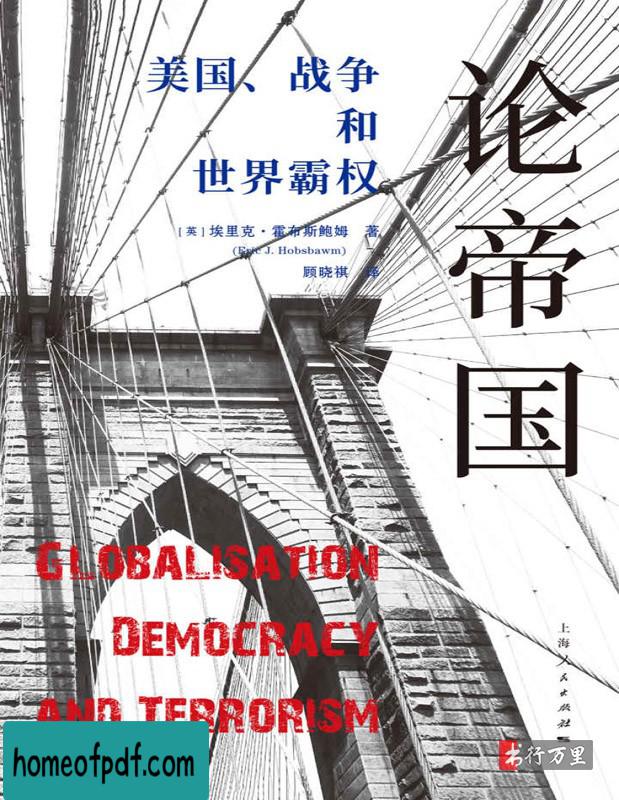 论帝国
美国、战争
和
世界霸权
[英]埃里克·霍布斯鲍姆 著
(Eric J. Hobsbawm)
顾晓祺 译
GLOBALISATION
DEMOCRACY
AND TERRORISM
上海人民出版社
书行万里
homeofpdf.com